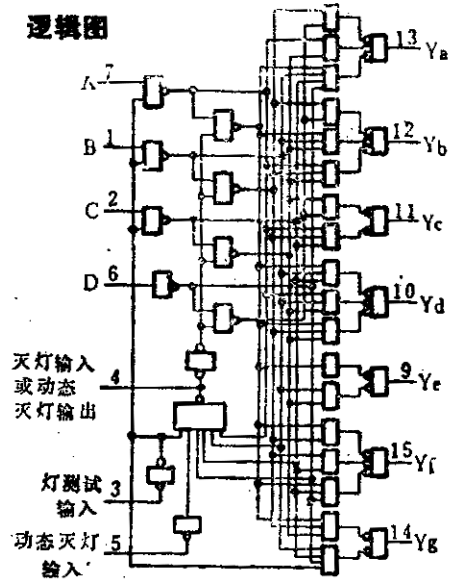 逻辑图
A 7
B 1
C 2
D 6
灭灯输入
或动态 4
灭灯输出
灯测试 3
输入
动态灭灯 5
输入
13 Ya
12 Yb
11 Yc
10 Yd
9 Ye
15 Yf
14 Yg